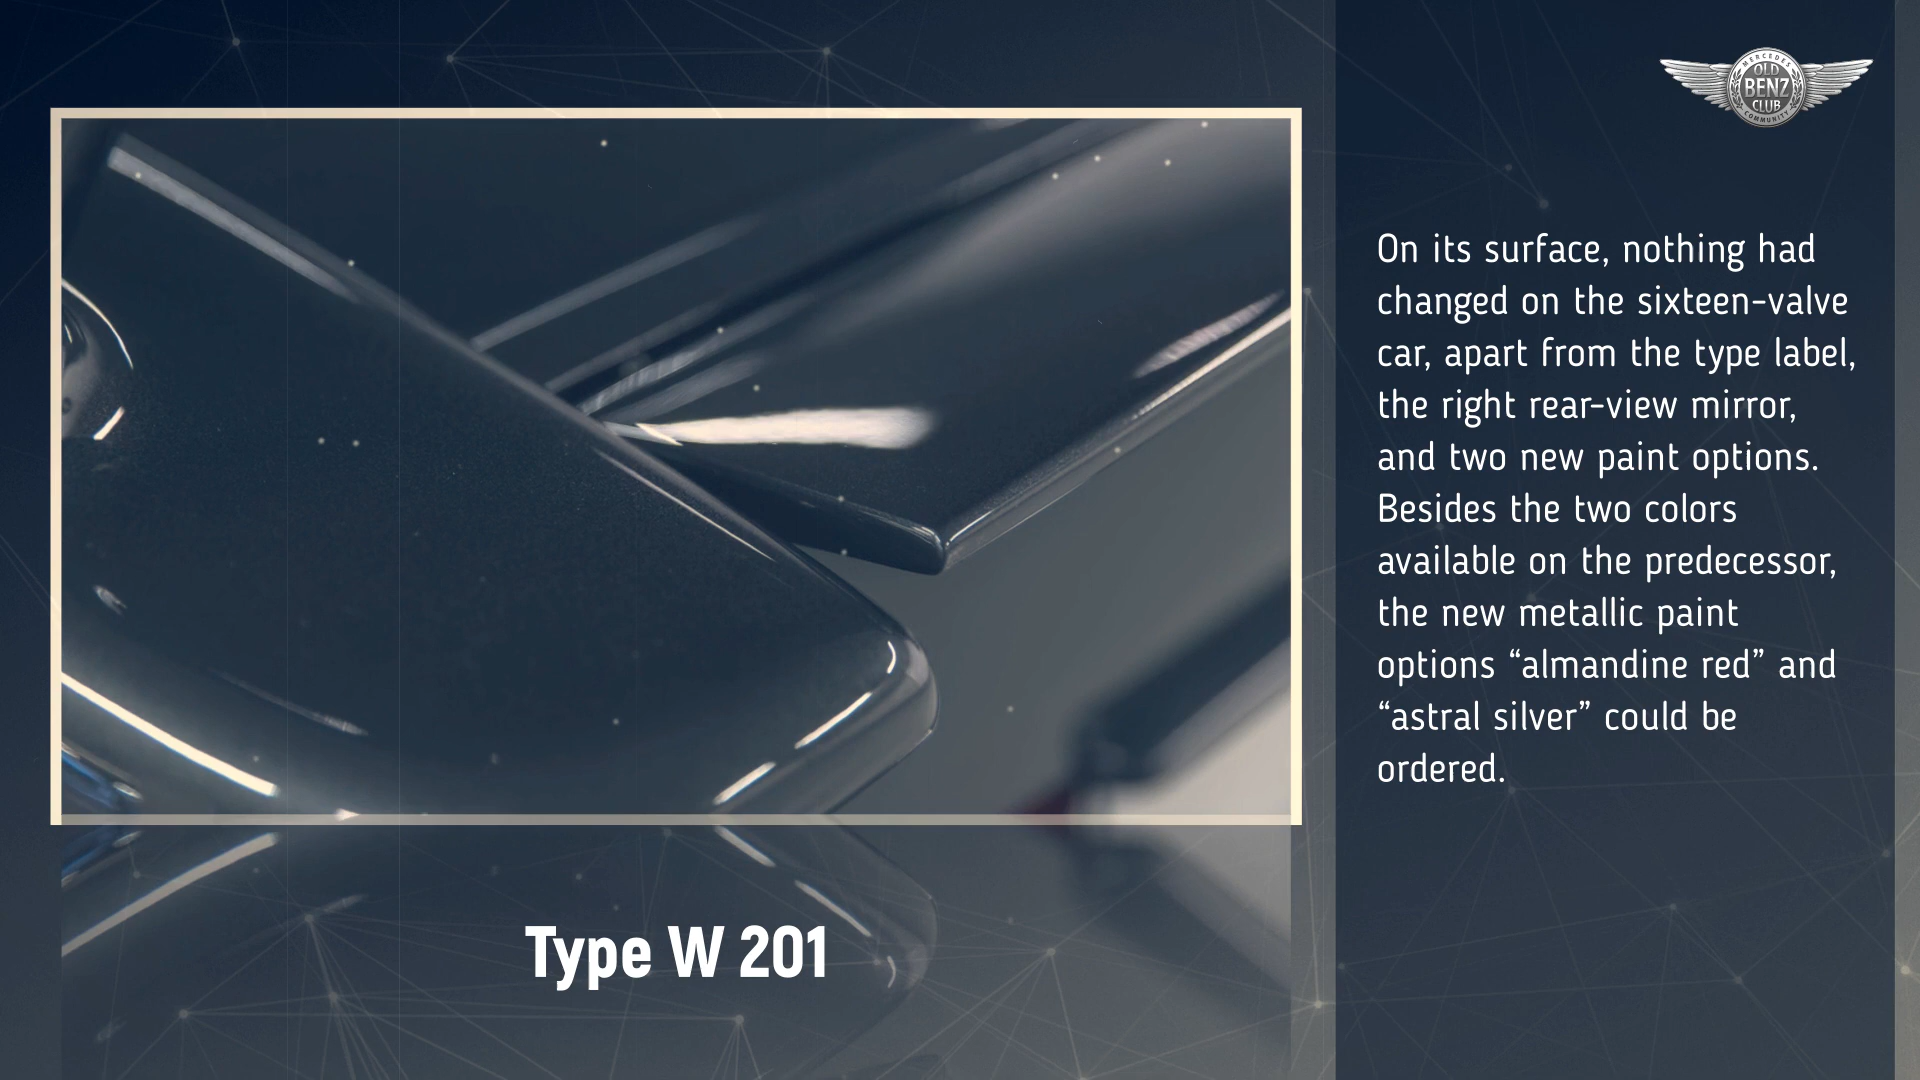 MERCEDES
OLD
BENZ
CLUB
COMMUNITY
On its surface, nothing had
changed on the sixteen-valve
car, apart from the type label,
the right rear-view mirror,
and two new paint options.
Besides the two colors
available on the predecessor,
the new metallic paint
options “almandine red” and
“astral silver” could be
ordered.
Type W 201